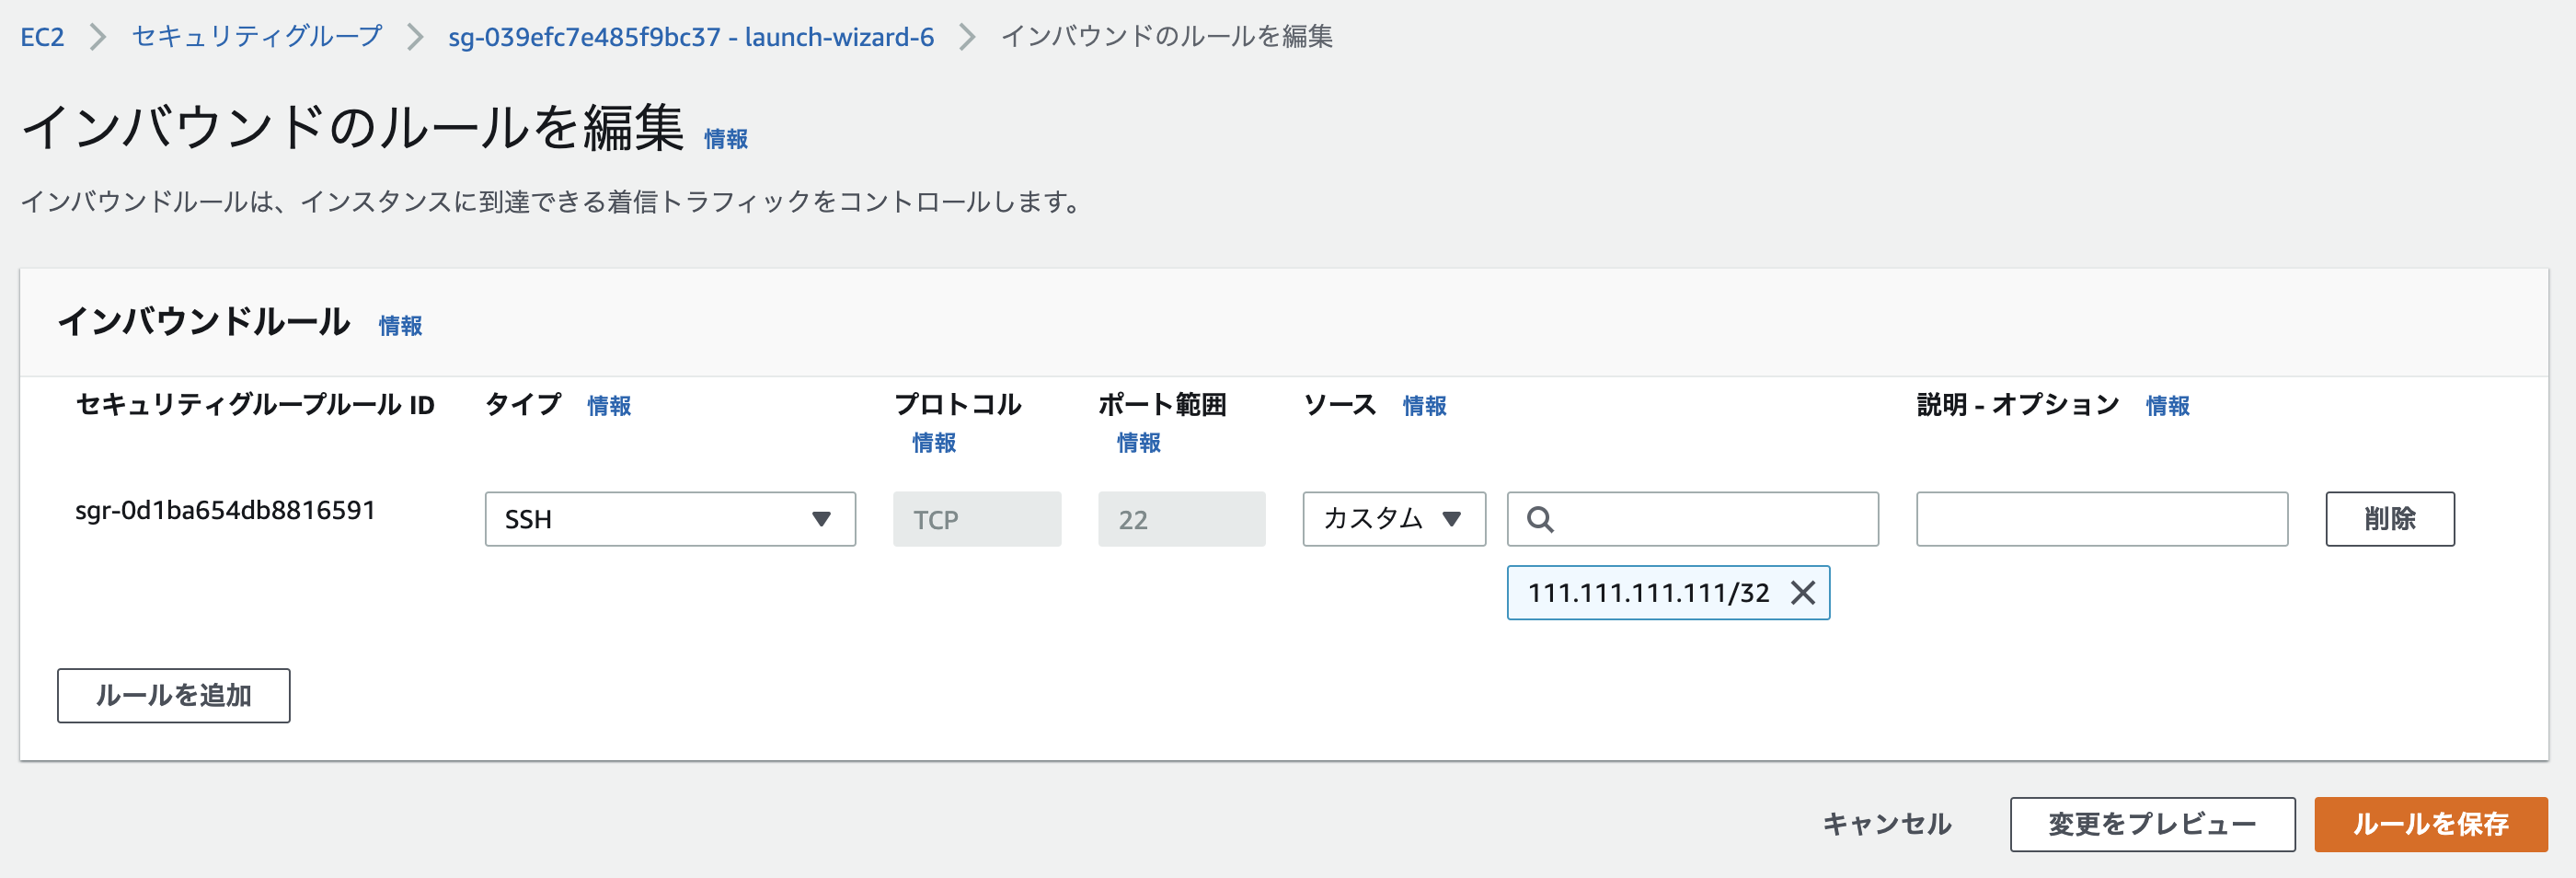 EC2 > セキュリティグループ > sg-039efc7e485f9bc37 - launch-wizard-6 > インバウンドのルールを編集
インバウンドのルールを編集 情報
インバウンドルールは、インスタンスに到達できる着信トラフィックをコントロールします。
インバウンドルール 情報
セキュリティグループルール ID タイプ 情報 プロトコル 情報 ポート範囲 情報 ソース 情報 説明 - オプション 情報
sgr-0d1ba654db8816591 SSH TCP 22 カスタム 削除
111.111.111.111/32
ルールを追加
キャンセル 変更をプレビュー ルールを保存